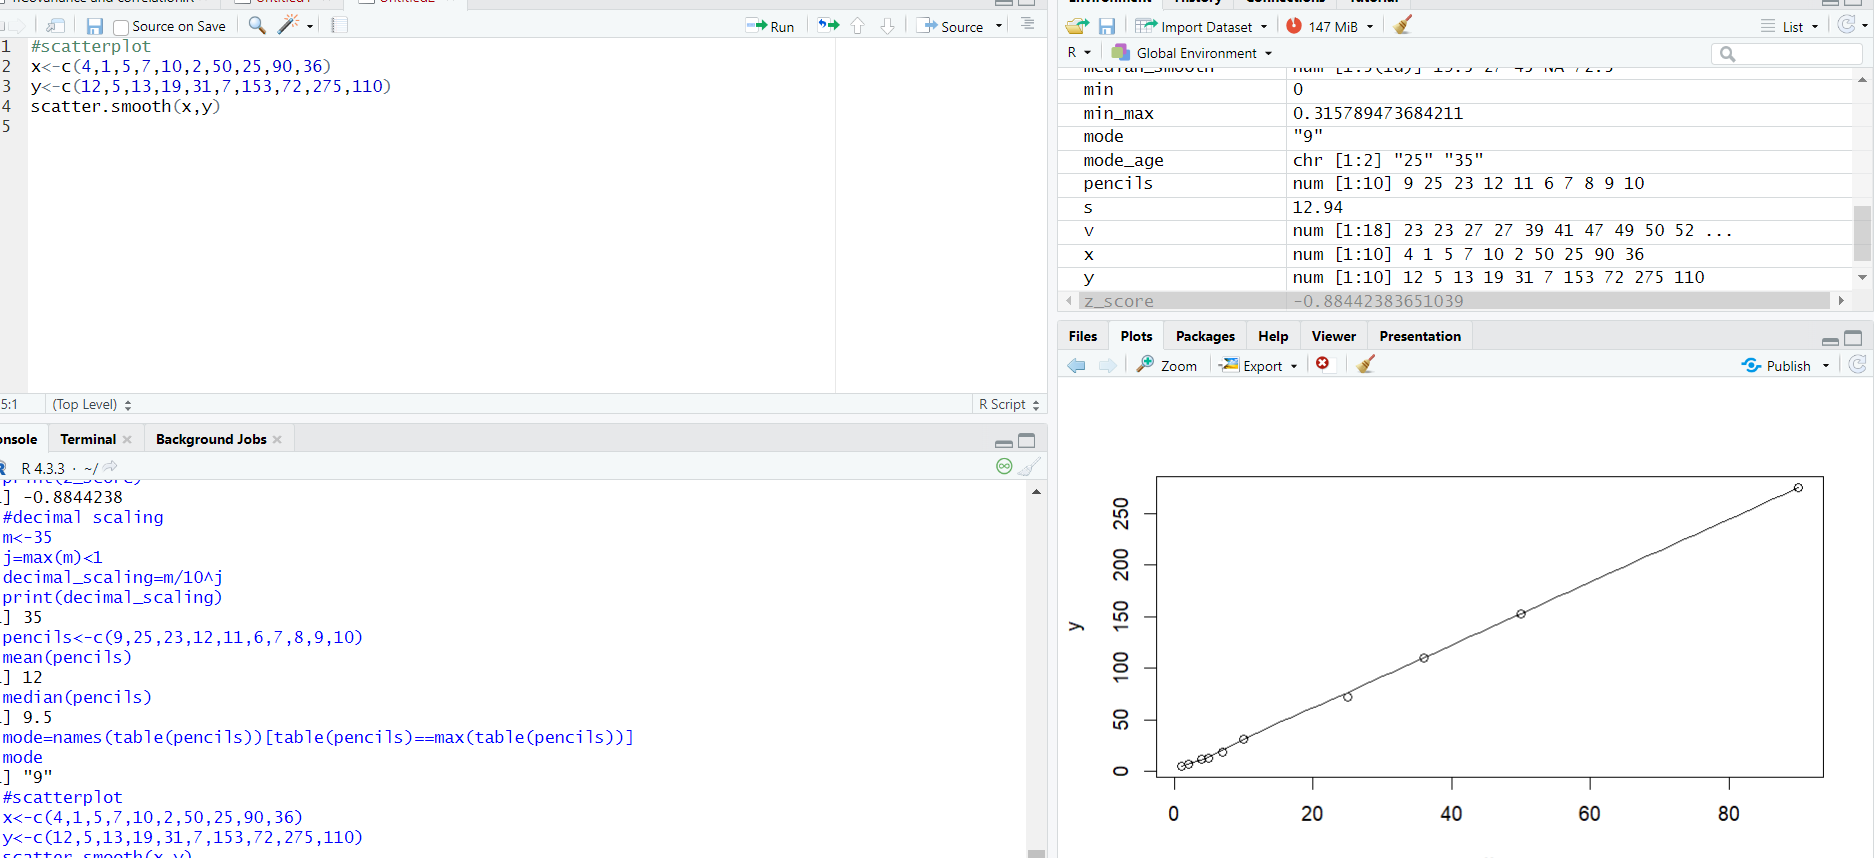 Source on Save
Run
Source
1 #scatterplot
2 x<-c(4,1,5,7,10,2,50,25,90,36)
3 y<-c(12,5,13,19,31,7,153,72,275,110)
4 scatter.smooth(x,y)
5
5:1 (Top Level) R Script
onsole Terminal Background Jobs
R 4.3.3 · ~/
print(z_score)
] -0.8844238
#decimal scaling
m<-35
j=max(m)<1
decimal_scaling=m/10^j
print(decimal_scaling)
] 35
pencils<-c(9,25,23,12,11,6,7,8,9,10)
mean(pencils)
] 12
median(pencils)
] 9.5
mode=names(table(pencils))[table(pencils)==max(table(pencils))]
mode
] "9"
#scatterplot
x<-c(4,1,5,7,10,2,50,25,90,36)
y<-c(12,5,13,19,31,7,153,72,275,110)
scatter.smooth(x,y)
Environment History Connections Tutorial
Import Dataset 147 MiB List
R Global Environment
median_smooth
min 0
min_max 0.315789473684211
mode "9"
mode_age chr [1:2] "25" "35"
pencils num [1:10] 9 25 23 12 11 6 7 8 9 10
s 12.94
v num [1:18] 23 23 27 27 39 41 47 49 50 52 ...
x num [1:10] 4 1 5 7 10 2 50 25 90 36
y num [1:10] 12 5 13 19 31 7 153 72 275 110
z_score -0.88442383651039
Files Plots Packages Help Viewer Presentation
Zoom Export Publish
250
200
150
100
50
0
y
0 20 40 60 80